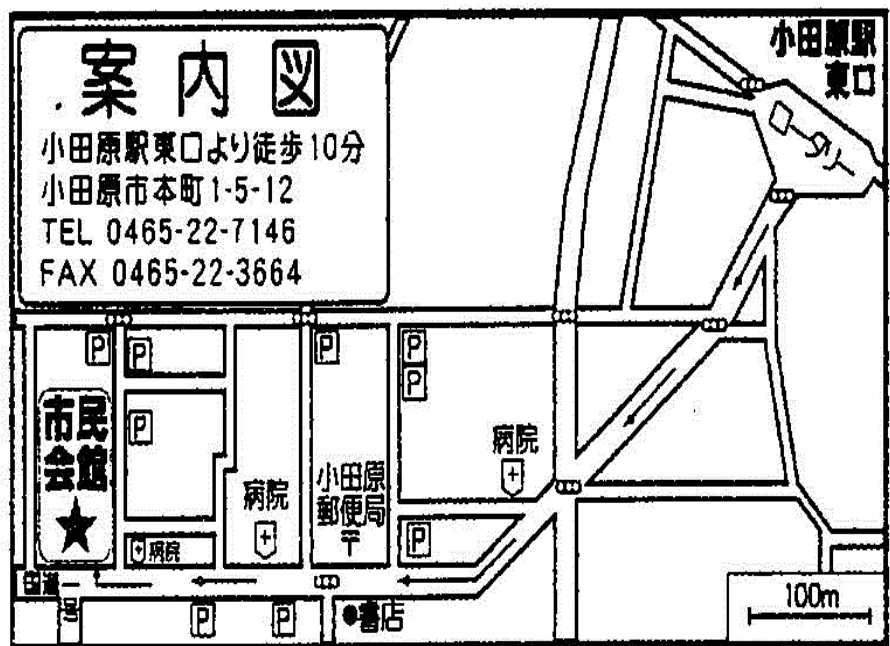 案内図
小田原駅東口より徒歩10分
小田原市本町1-5-12
TEL 0465-22-7146
FAX 0465-22-3664
小田原駅
東口
ロータリー
P
P
P
P
P
P
市民
会館
病院
小田原
郵便局
〒
病院
P
病院
国道一号
P
P
書店
100m